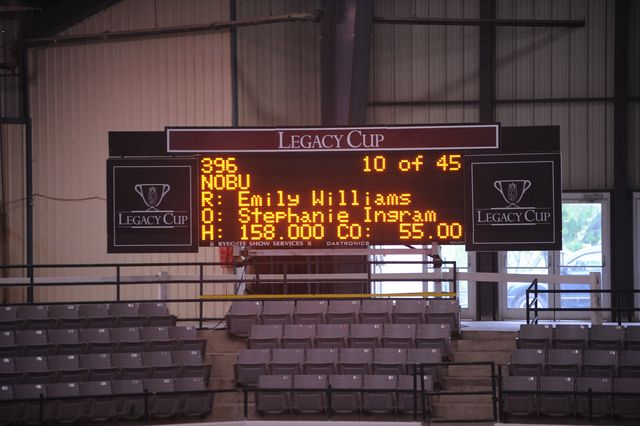 LEGACY CUP
396 10 of 45
NOBU
R: Emily Williams
O: Stephanie Ingram
H: 158.000 CO: 55.00
LEGACY CUP
LEGACY CUP
RYEGATE SHOW SERVICES DAKTRONICS